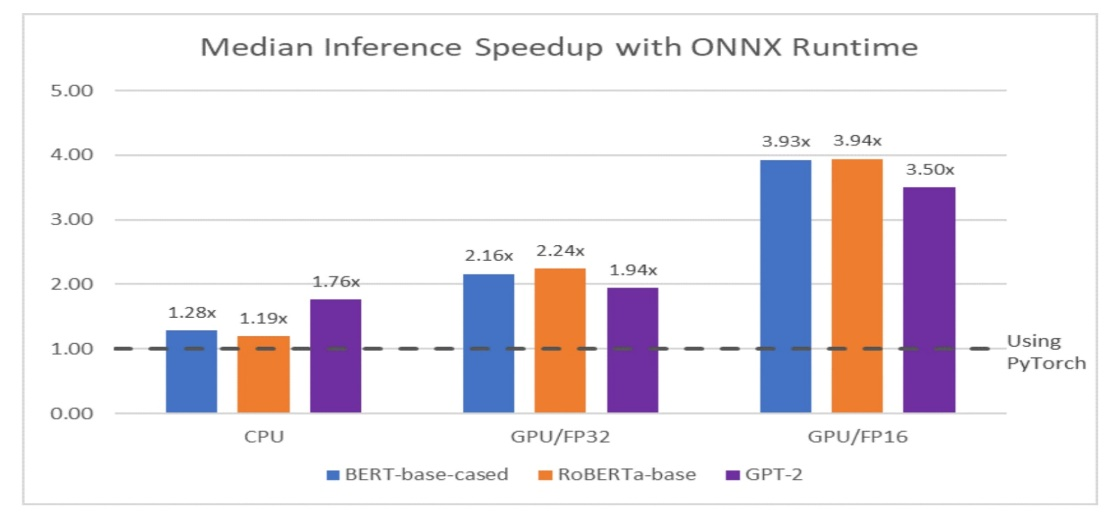 Median Inference Speedup with ONNX Runtime
5.00
4.00
3.00
2.00
1.00
0.00
1.28x
1.19x
1.76x
2.16x
2.24x
1.94x
3.93x
3.94x
3.50x
Using
PyTorch
CPU
GPU/FP32
GPU/FP16
BERT-base-cased
RoBERTa-base
GPT-2